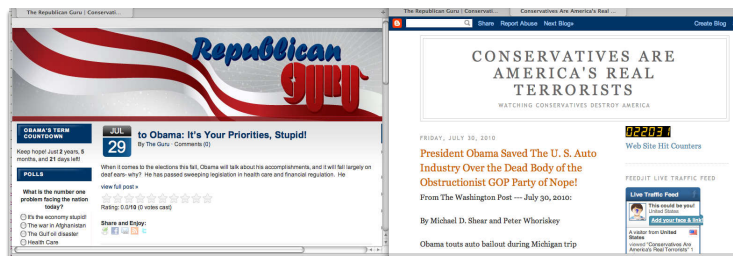 The Republican Guru | Conservati...
Republican
GURU
OBAMA'S TERM
COUNTDOWN
Keep hope! Just 2 years, 5
months, and 21 days left!
POLLS
What is the number one
problem facing the nation
today?
It's the economy stupid!
The war in Afghanistan
The Gulf oil disaster
Health Care
JUL
29
to Obama: It's Your Priorities, Stupid!
By The Guru · Comments (0)
When it comes to the elections this fall, Obama will talk about his accomplishments, and it will fall largely on
deaf ears- why? He has passed sweeping legislation in health care and financial regulation. He
view full post »
Rating: 0.0/10 (0 votes cast)
Share and Enjoy:
The Republican Guru | Conservati...
Conservatives Are America's Real ...
Share Report Abuse Next Blog»
Create Blog
CONSERVATIVES ARE
AMERICA'S REAL
TERRORISTS
WATCHING CONSERVATIVES DESTROY AMERICA
FRIDAY, JULY 30, 2010
President Obama Saved The U. S. Auto
Industry Over the Dead Body of the
Obstructionist GOP Party of Nope!
From The Washington Post --- July 30, 2010:
By Michael D. Shear and Peter Whoriskey
Obama touts auto bailout during Michigan trip
022031
Web Site Hit Counters
FEEDJIT LIVE TRAFFIC FEED
Live Traffic Feed
This could be you!
United States
Add your face & link!
A visitor from United
States
viewed "Conservatives Are
America's Real Terrorists" 1